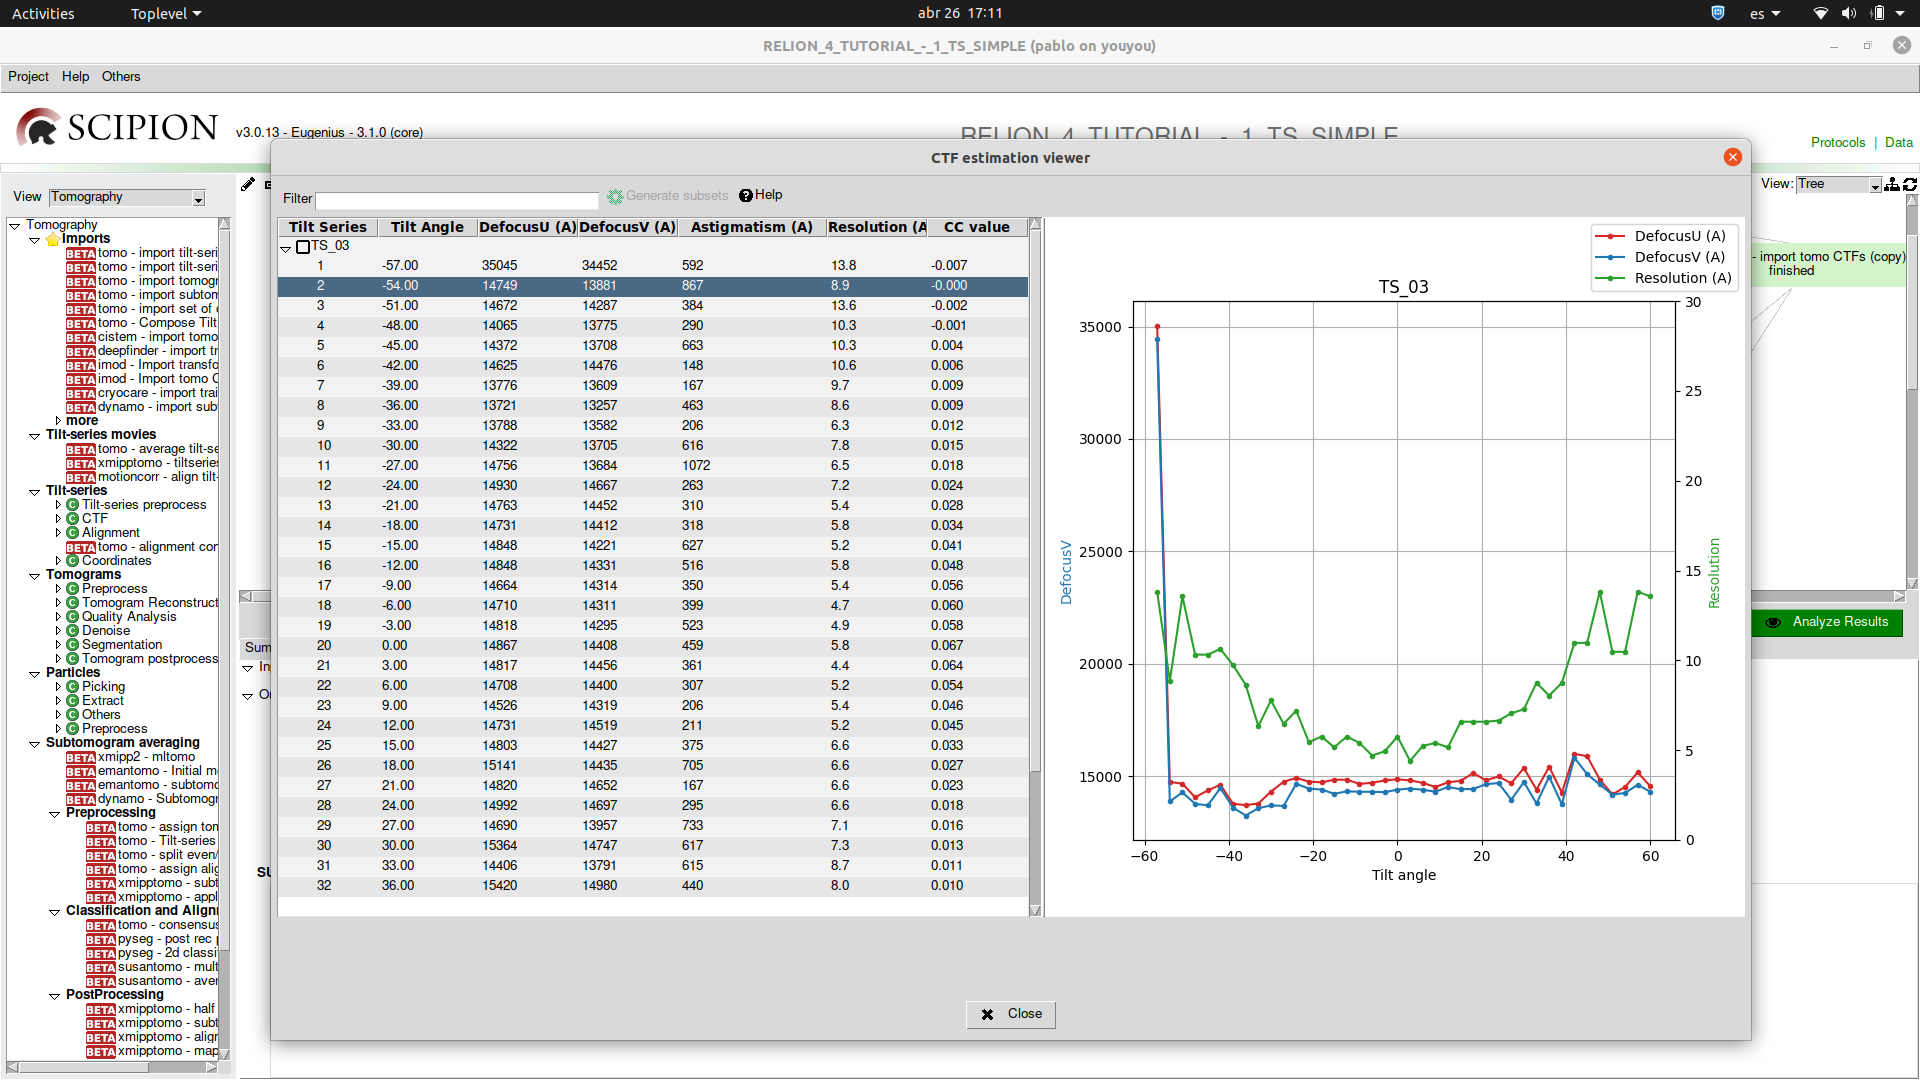 Activities
Toplevel
abr 26 17:11
es
RELION_4_TUTORIAL_-_1_TS_SIMPLE (pablo on youyou)
Project Help Others
SCIPION v3.0.13 - Eugenius - 3.1.0 (core)
RELION_4_TUTORIAL_-_1_TS_SIMPLE
Protocols | Data
View Tomography
View: Tree
Tomography
Imports
BETA tomo - import tilt-seri
BETA tomo - import tilt-seri
BETA tomo - import tomogr
BETA tomo - import subtom
BETA tomo - import set of
BETA tomo - Compose Tilt
BETA cistem - import tomo
BETA deepfinder - import tr
BETA imod - Import transfo
BETA imod - Import tomo C
BETA cryocare - import trai
BETA dynamo - import sub
more
Tilt-series movies
BETA tomo - average tilt-se
BETA xmipptomo - tiltserie
BETA motioncorr - align tilt-
Tilt-series
C Tilt-series preprocess
C CTF
C Alignment
BETA tomo - alignment con
C Coordinates
Tomograms
C Preprocess
C Tomogram Reconstruct
C Quality Analysis
C Denoise
C Segmentation
C Tomogram postprocess
Particles
C Picking
C Extract
C Others
C Preprocess
Subtomogram averaging
BETA xmipp2 - mltomo
BETA emantomo - Initial m
BETA emantomo - subtomo
BETA dynamo - Subtomogr
Preprocessing
BETA tomo - assign tom
BETA tomo - Tilt-series
BETA tomo - split even/
BETA tomo - assign alig
BETA xmipptomo - subt
BETA xmipptomo - appl
Classification and Alignm
BETA tomo - consensus
BETA pyseg - post rec
BETA pyseg - 2d classi
BETA susantomo - mult
BETA susantomo - aver
PostProcessing
BETA xmipptomo - half
BETA xmipptomo - subt
BETA xmipptomo - align
BETA xmipptomo - map
Sum
In
Ou
SU
- import tomo CTFs (copy)
finished
Analyze Results
CTF estimation viewer
Filter
Generate subsets
Help
Tilt Series Tilt Angle DefocusU (A) DefocusV (A) Astigmatism (A) Resolution (A CC value
TS_03
1 -57.00 35045 34452 592 13.8 -0.007
2 -54.00 14749 13881 867 8.9 -0.000
3 -51.00 14672 14287 384 13.6 -0.002
4 -48.00 14065 13775 290 10.3 -0.001
5 -45.00 14372 13708 663 10.3 0.004
6 -42.00 14625 14476 148 10.6 0.006
7 -39.00 13776 13609 167 9.7 0.009
8 -36.00 13721 13257 463 8.6 0.009
9 -33.00 13788 13582 206 6.3 0.012
10 -30.00 14322 13705 616 7.8 0.015
11 -27.00 14756 13684 1072 6.5 0.018
12 -24.00 14930 14667 263 7.2 0.024
13 -21.00 14763 14452 310 5.4 0.028
14 -18.00 14731 14412 318 5.8 0.034
15 -15.00 14848 14221 627 5.2 0.041
16 -12.00 14848 14331 516 5.8 0.048
17 -9.00 14664 14314 350 5.4 0.056
18 -6.00 14710 14311 399 4.7 0.060
19 -3.00 14818 14295 523 4.9 0.058
20 0.00 14867 14408 459 5.8 0.067
21 3.00 14817 14456 361 4.4 0.064
22 6.00 14708 14400 307 5.2 0.054
23 9.00 14526 14319 206 5.4 0.046
24 12.00 14731 14519 211 5.2 0.045
25 15.00 14803 14427 375 6.6 0.033
26 18.00 15141 14435 705 6.6 0.027
27 21.00 14820 14652 167 6.6 0.023
28 24.00 14992 14697 295 6.6 0.018
29 27.00 14690 13957 733 7.1 0.016
30 30.00 15364 14747 617 7.3 0.013
31 33.00 14406 13791 615 8.7 0.011
32 36.00 15420 14980 440 8.0 0.010
DefocusU (A)
DefocusV (A)
Resolution (A)
TS_03
35000
30000
25000
20000
15000
DefocusV
30
25
20
15
10
5
0
Resolution
−60 −40 −20 0 20 40 60
Tilt angle
Close